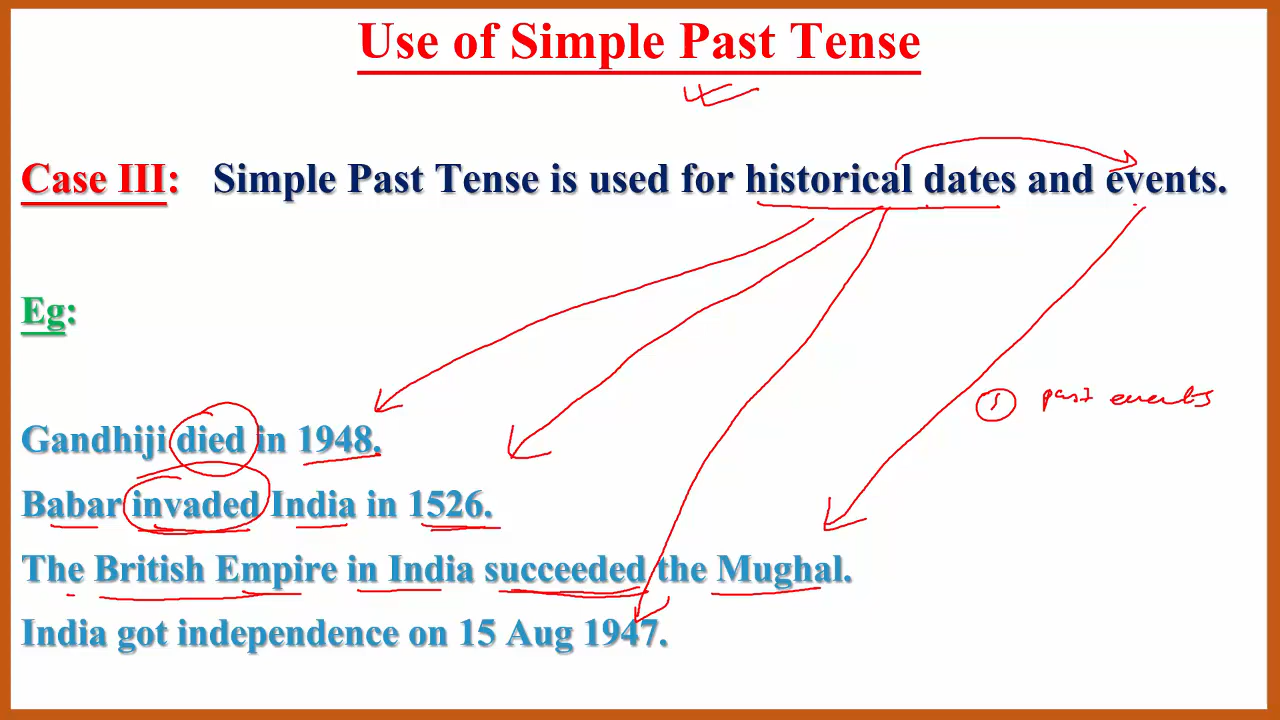 Use of Simple Past Tense
Case III: Simple Past Tense is used for historical dates and events.
Eg:
① past events
Gandhiji died in 1948.
Babar invaded India in 1526.
The British Empire in India succeeded the Mughal.
India got independence on 15 Aug 1947.